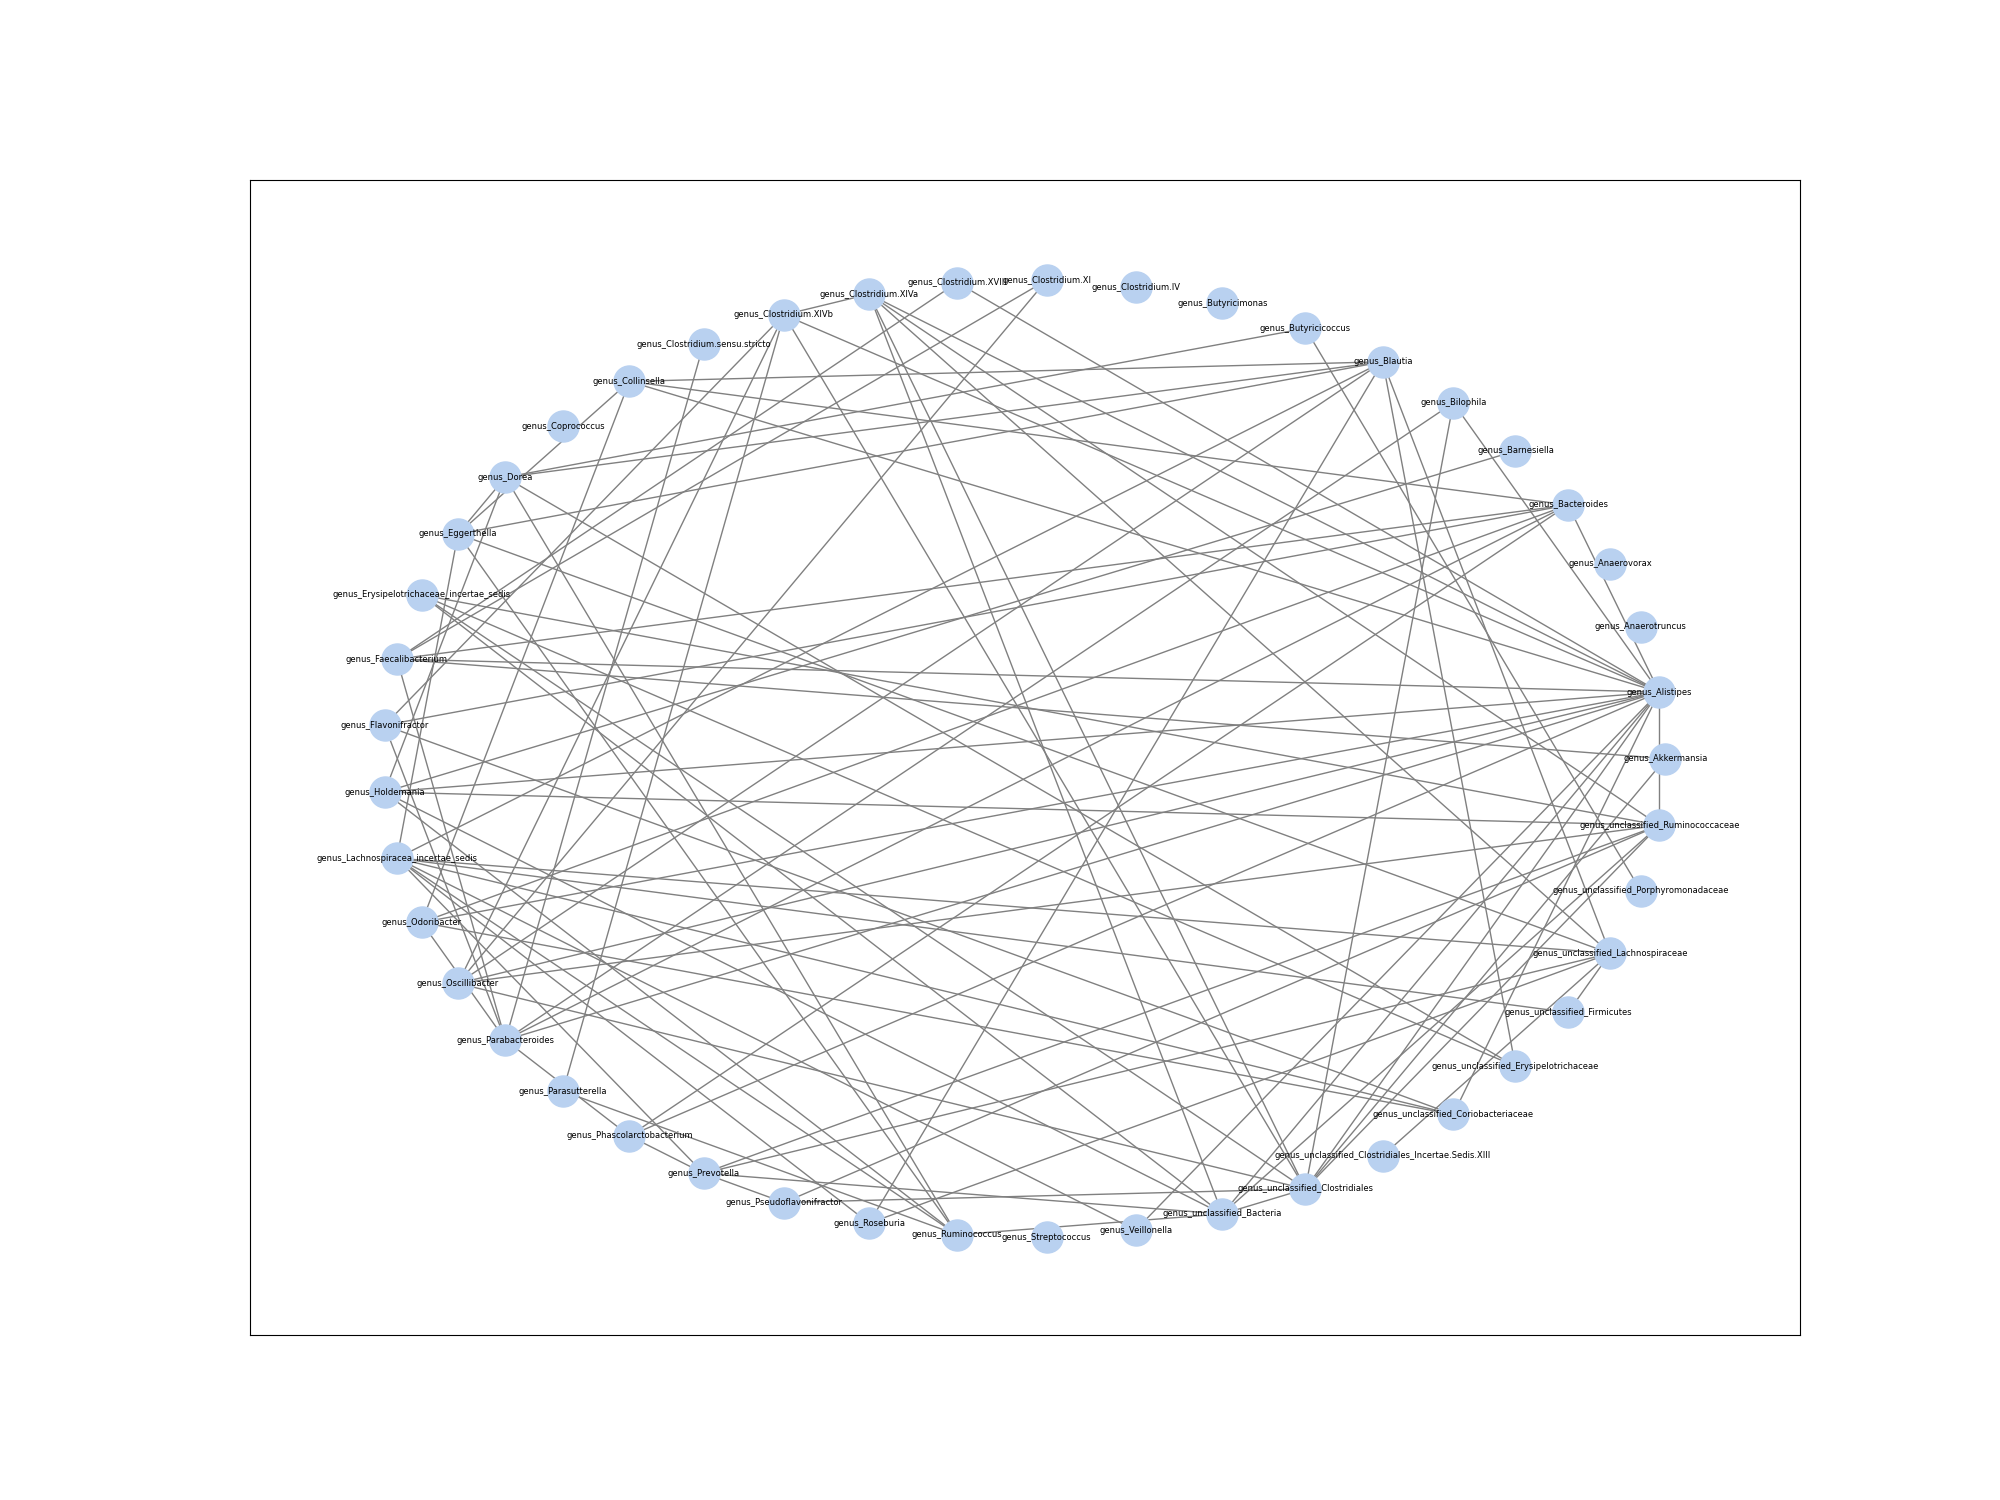 genus_Clostridium.XVIII
genus_Clostridium.XI
genus_Clostridium.IV
genus_Clostridium.XIVa
genus_Butyricimonas
genus_Clostridium.XIVb
genus_Butyricicoccus
genus_Clostridium.sensu.stricto
genus_Blautia
genus_Collinsella
genus_Bilophila
genus_Coprococcus
genus_Barnesiella
genus_Dorea
genus_Bacteroides
genus_Eggerthella
genus_Anaerovorax
genus_Erysipelotrichaceae_incertae_sedis
genus_Anaerotruncus
genus_Faecalibacterium
genus_Alistipes
genus_Flavonifractor
genus_Akkermansia
genus_Holdemania
genus_unclassified_Ruminococcaceae
genus_Lachnospiracea_incertae_sedis
genus_unclassified_Porphyromonadaceae
genus_Odoribacter
genus_unclassified_Lachnospiraceae
genus_Oscillibacter
genus_unclassified_Firmicutes
genus_Parabacteroides
genus_unclassified_Erysipelotrichaceae
genus_Parasutterella
genus_unclassified_Coriobacteriaceae
genus_Phascolarctobacterium
genus_unclassified_Clostridiales_Incertae.Sedis.XIII
genus_Prevotella
genus_unclassified_Clostridiales
genus_Pseudoflavonifractor
genus_unclassified_Bacteria
genus_Roseburia
genus_Veillonella
genus_Ruminococcus
genus_Streptococcus